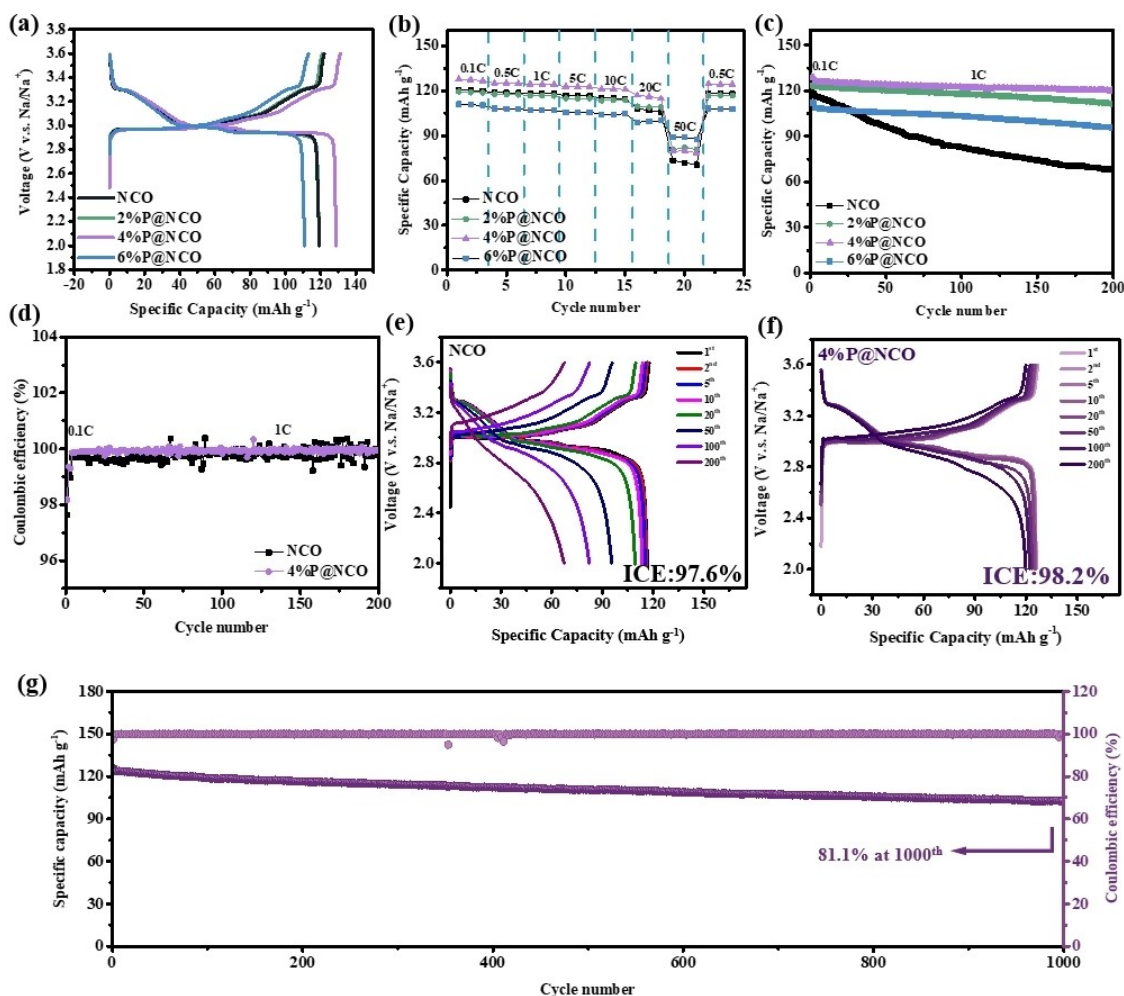 (a)
3.8
3.6
3.4
3.2
3.0
2.8
2.6
2.4
2.2
2.0
1.8
Voltage (V v.s. Na/Na⁺)
NCO
2%P@NCO
4%P@NCO
6%P@NCO
-20 0 20 40 60 80 100 120 140
Specific Capacity (mAh g⁻¹)
(b)
150
120
90
60
30
0
Specific Capacity (mAh g⁻¹)
0.1C 0.5C 1C 5C 10C 20C 50C 0.5C
NCO
2%P@NCO
4%P@NCO
6%P@NCO
0 5 10 15 20 25
Cycle number
(c)
150
120
90
60
30
0
Specific Capacity (mAh g⁻¹)
0.1C 1C
NCO
2%P@NCO
4%P@NCO
6%P@NCO
0 50 100 150 200
Cycle number
(d)
104
102
100
98
96
Coulombic efficiency (%)
0.1C 1C
NCO
4%P@NCO
0 50 75 100 125 150 200
Cycle number
(e)
NCO
3.6
3.2
2.8
2.4
2.0
Voltage (V v.s. Na/Na⁺)
1ˢᵗ
2ⁿᵈ
5ᵗʰ
10ᵗʰ
20ᵗʰ
50ᵗʰ
100ᵗʰ
200ᵗʰ
ICE:97.6%
0 30 60 90 120 150
Specific Capacity (mAh g⁻¹)
(f)
4%P@NCO
3.6
3.2
2.8
2.4
2.0
Voltage (V v.s. Na/Na⁺)
1ˢᵗ
2ⁿᵈ
5ᵗʰ
10ᵗʰ
20ᵗʰ
50ᵗʰ
100ᵗʰ
200ᵗʰ
ICE:98.2%
0 30 60 90 120 150
Specific Capacity (mAh g⁻¹)
(g)
180
150
120
90
60
30
0
Specific capacity (mAh g⁻¹)
120
100
80
60
40
20
0
Coulombic efficiency (%)
81.1% at 1000ᵗʰ
0 200 400 600 800 1000
Cycle number